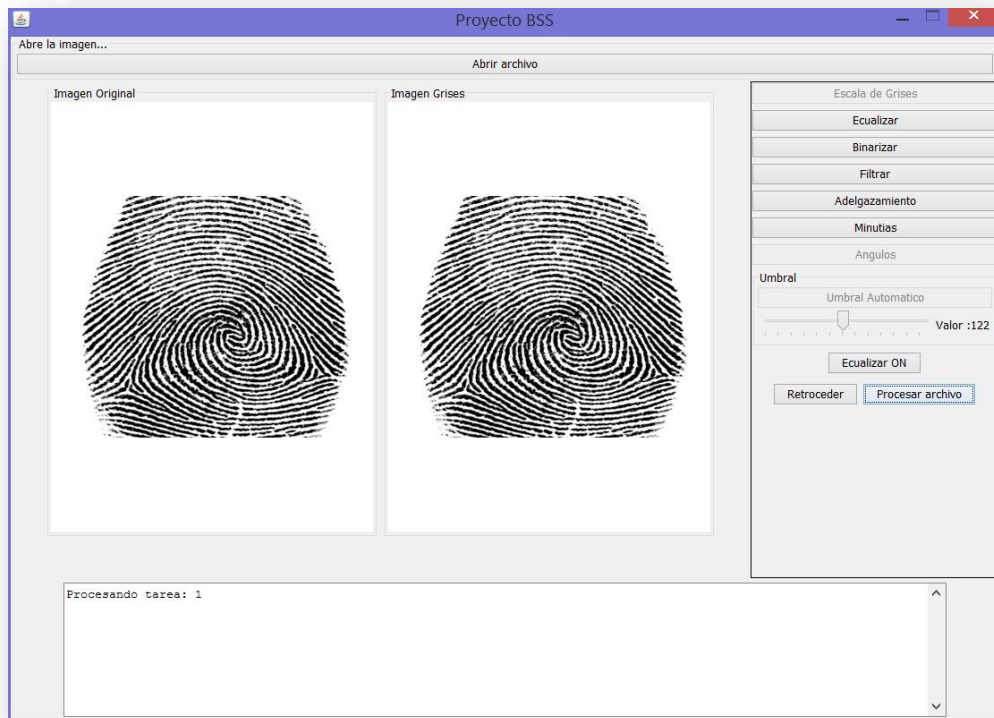 Proyecto BSS
Abre la imagen...
Abrir archivo
Imagen Original
Imagen Grises
Escala de Grises
Ecualizar
Binarizar
Filtrar
Adelgazamiento
Minutias
Angulos
Umbral
Umbral Automatico
Valor :122
Ecualizar ON
Retroceder Procesar archivo
Procesando tarea: 1